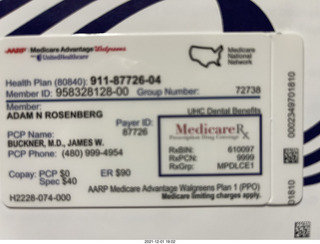 AARP Medicare Advantage Walgreens
UnitedHealthcare
Medicare
National
Network
Health Plan (80840): 911-87726-04
Member ID: 958328128-00 Group Number: 72738
Member:
ADAM N ROSENBERG
UHC Dental Benefits
Payer ID:
87726
PCP Name:
BUCKNER, M.D., JAMES W.
PCP Phone: (480) 999-4954
MedicareRx
Prescription Drug Coverage
RxBIN: 610097
RxPCN: 9999
RxGrp: MPDLCE1
Copay: PCP $0 ER $90
Spec $40
AARP Medicare Advantage Walgreens Plan 1 (PPO)
H2228-074-000
Medicare limiting charges apply.
0002349701810
01810
2021-12-01 10:02